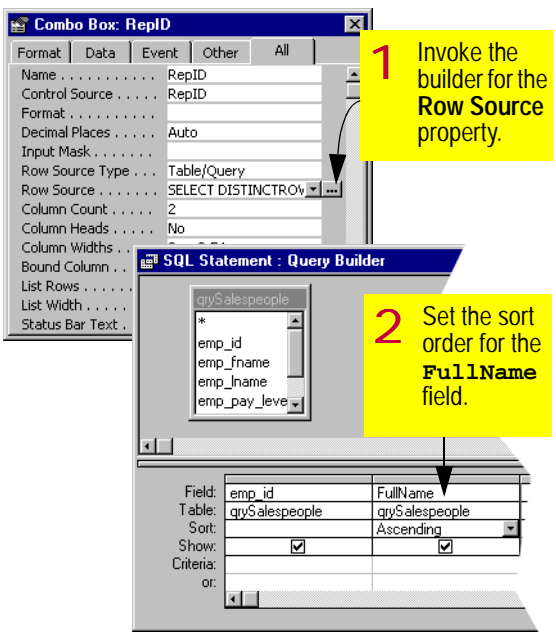 Combo Box: RepID
Format Data Event Other All
Name . . . . . . . . . . . RepID
Control Source . . . . . RepID
Format . . . . . . . . . .
Decimal Places . . . . . Auto
Input Mask . . . . . . .
Row Source Type . . . Table/Query
Row Source . . . . . . . SELECT DISTINCTROW ...
Column Count . . . . . 2
Column Heads . . . . . No
Column Widths . .
Bound Column . .
List Rows . . . . . .
List Width . . . . .
Status Bar Text .
1 Invoke the
builder for the
Row Source
property.
SQL Statement : Query Builder
qrySalespeople
*
emp_id
emp_fname
emp_lname
emp_pay_leve
2 Set the sort
order for the
FullName
field.
Field: emp_id FullName
Table: qrySalespeople qrySalespeople
Sort: Ascending
Show:
Criteria:
or: